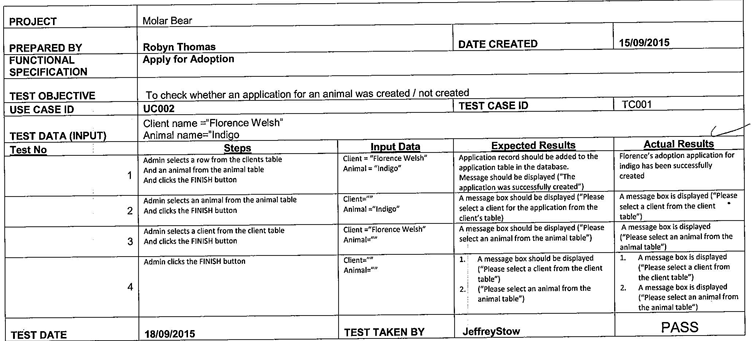 PROJECT Molar Bear
PREPARED BY Robyn Thomas DATE CREATED 15/09/2015
FUNCTIONAL SPECIFICATION Apply for Adoption
TEST OBJECTIVE To check whether an application for an animal was created / not created
USE CASE ID UC002 TEST CASE ID TC001
TEST DATA (INPUT) Client name ="Florence Welsh"
Animal name="Indigo
Test No Steps Input Data Expected Results Actual Results
1
Admin selects a row from the clients table
And an animal from the animal table
And clicks the FINISH button
Client = "Florence Welsh"
Animal = "Indigo"
Application record should be added to the
application table in the database.
Message should be displayed ("The
application was successfully created")
Florence's adoption application for
indigo has been successfully
created
2
Admin selects an animal from the animal table
And clicks the FINISH button
Client=""
Animal ="Indigo"
A message box should be displayed ("Please
select a client for the application from the
client's table)
A message box is displayed ("Please
select a client from the client
table")
3
Admin selects a client from the client table
And clicks the FINISH button
Client ="Florence Welsh"
Animal=""
A message box should be displayed ("Please
select an animal from the animal table")
A message box is displayed
("Please select an animal from the
animal table")
4
Admin clicks the FINISH button
Client=""
Animal=""
1. A message box should be displayed
("Please select a client from the client
table")
2. ("Please select an animal from the
animal table")
1. A message box is displayed
("Please select a client from
the client table")
2. A message box is displayed
("Please select an animal from
the animal table")
TEST DATE 18/09/2015 TEST TAKEN BY JeffreyStow PASS